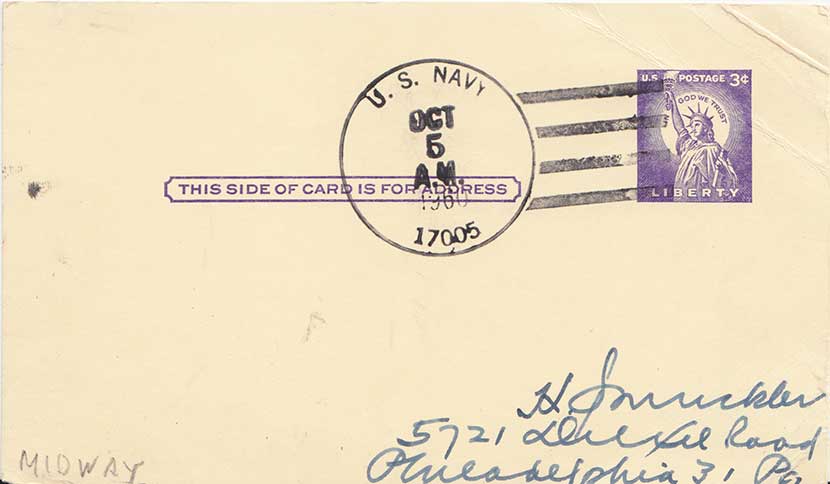 U. S. NAVY
OCT
5
A.M.
1960
17005
U.S. POSTAGE 3¢
IN GOD WE TRUST
LIBERTY
THIS SIDE OF CARD IS FOR ADDRESS
H.
5721 Drexel Road
Philadelphia 31 Pa
MIDWAY